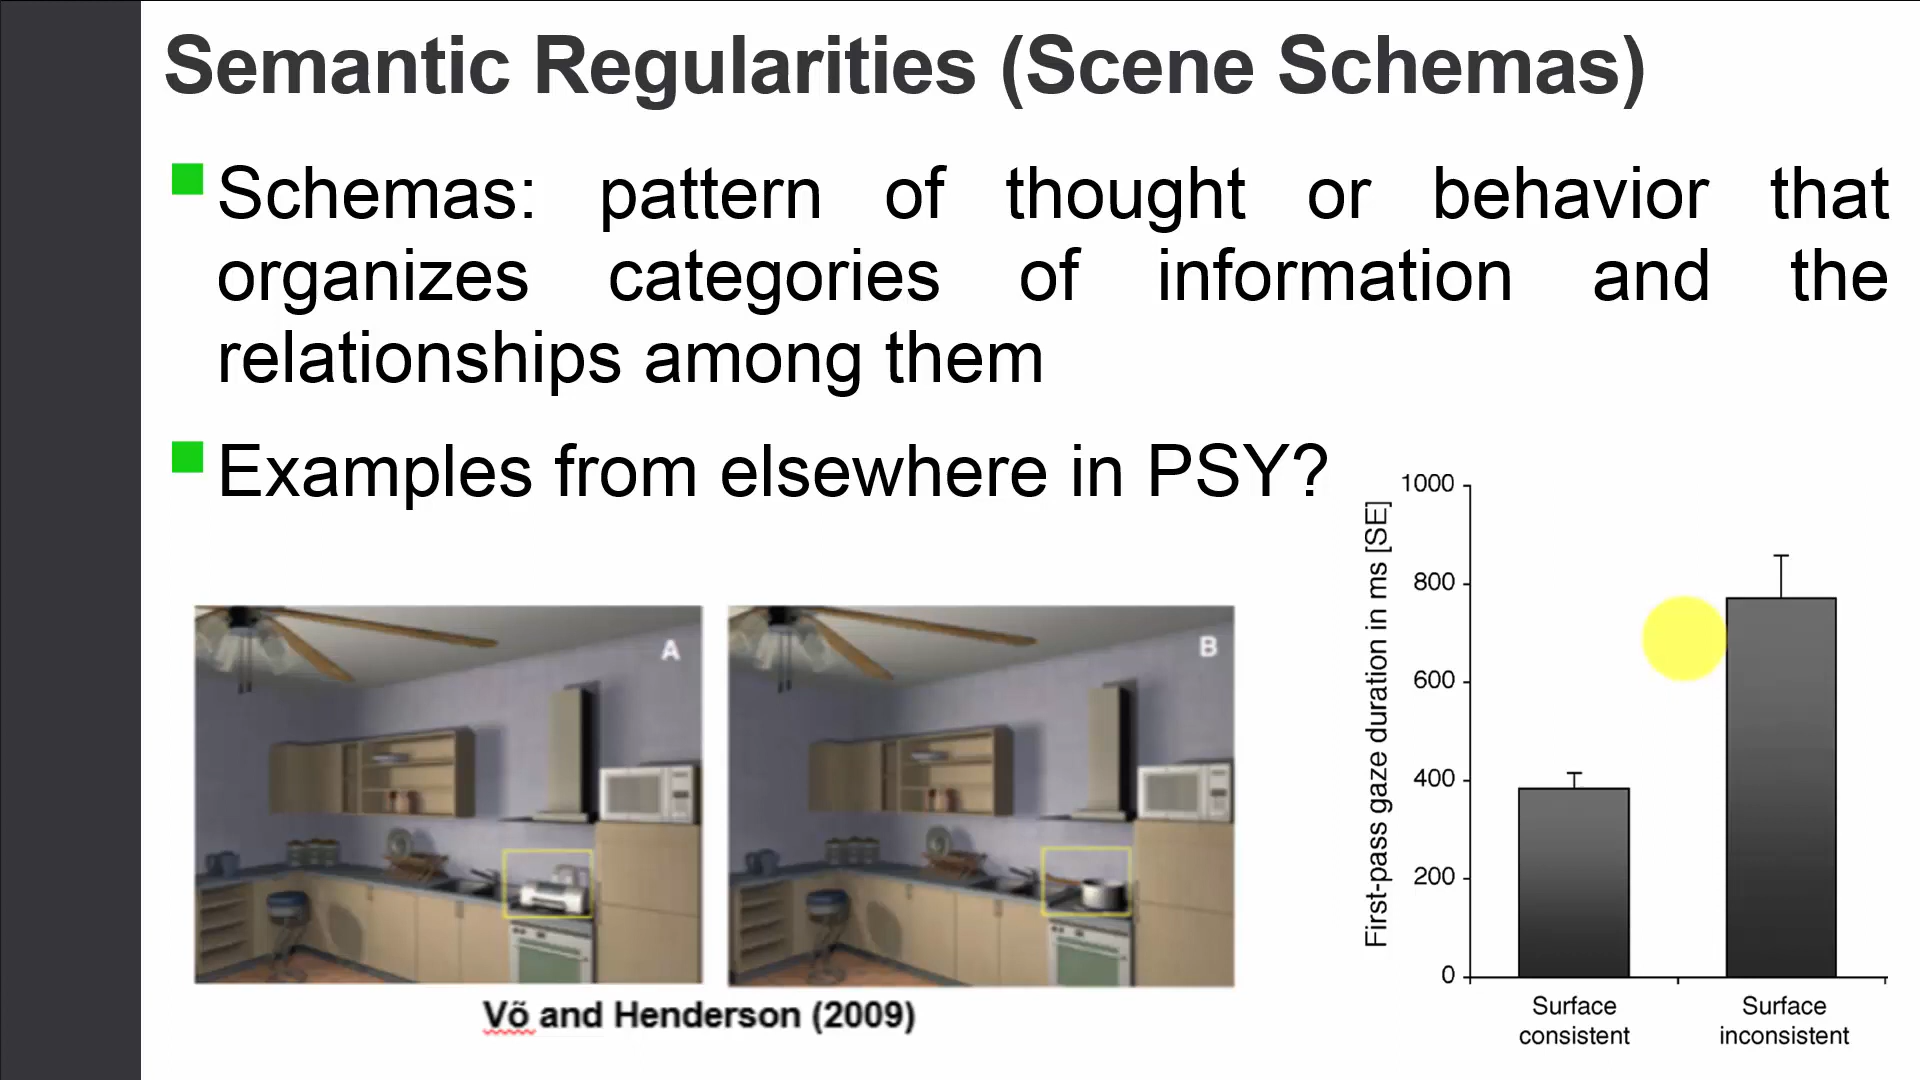 Semantic Regularities (Scene Schemas)
Schemas: pattern of thought or behavior that
organizes categories of information and the
relationships among them
Examples from elsewhere in PSY?
A
B
Võ and Henderson (2009)
First-pass gaze duration in ms [SE]
1000
800
600
400
200
0
Surface
consistent
Surface
inconsistent